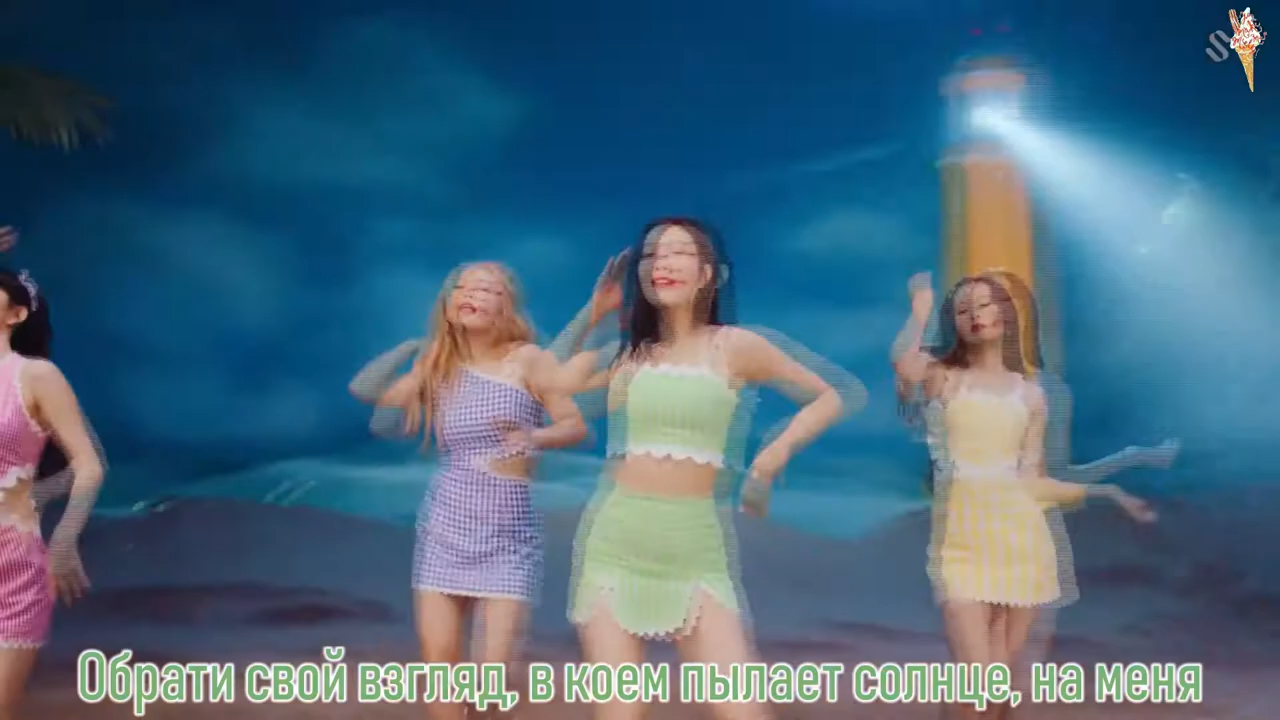 Обрати свой взгляд, в коем пылает солнце, на меня